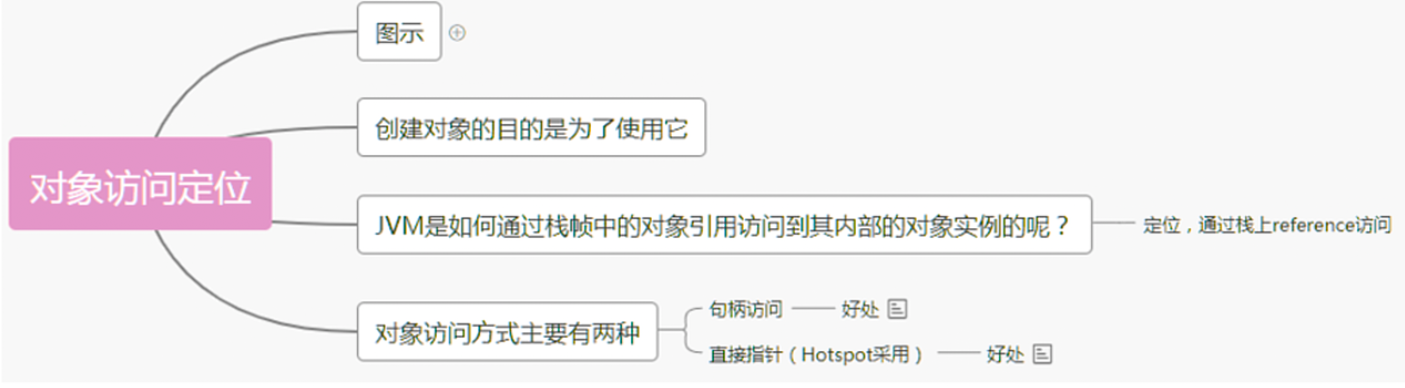 对象访问定位
图示
创建对象的目的是为了使用它
JVM是如何通过栈帧中的对象引用访问到其内部的对象实例的呢？
定位，通过栈上reference访问
对象访问方式主要有两种
句柄访问
好处
直接指针（Hotspot采用）
好处